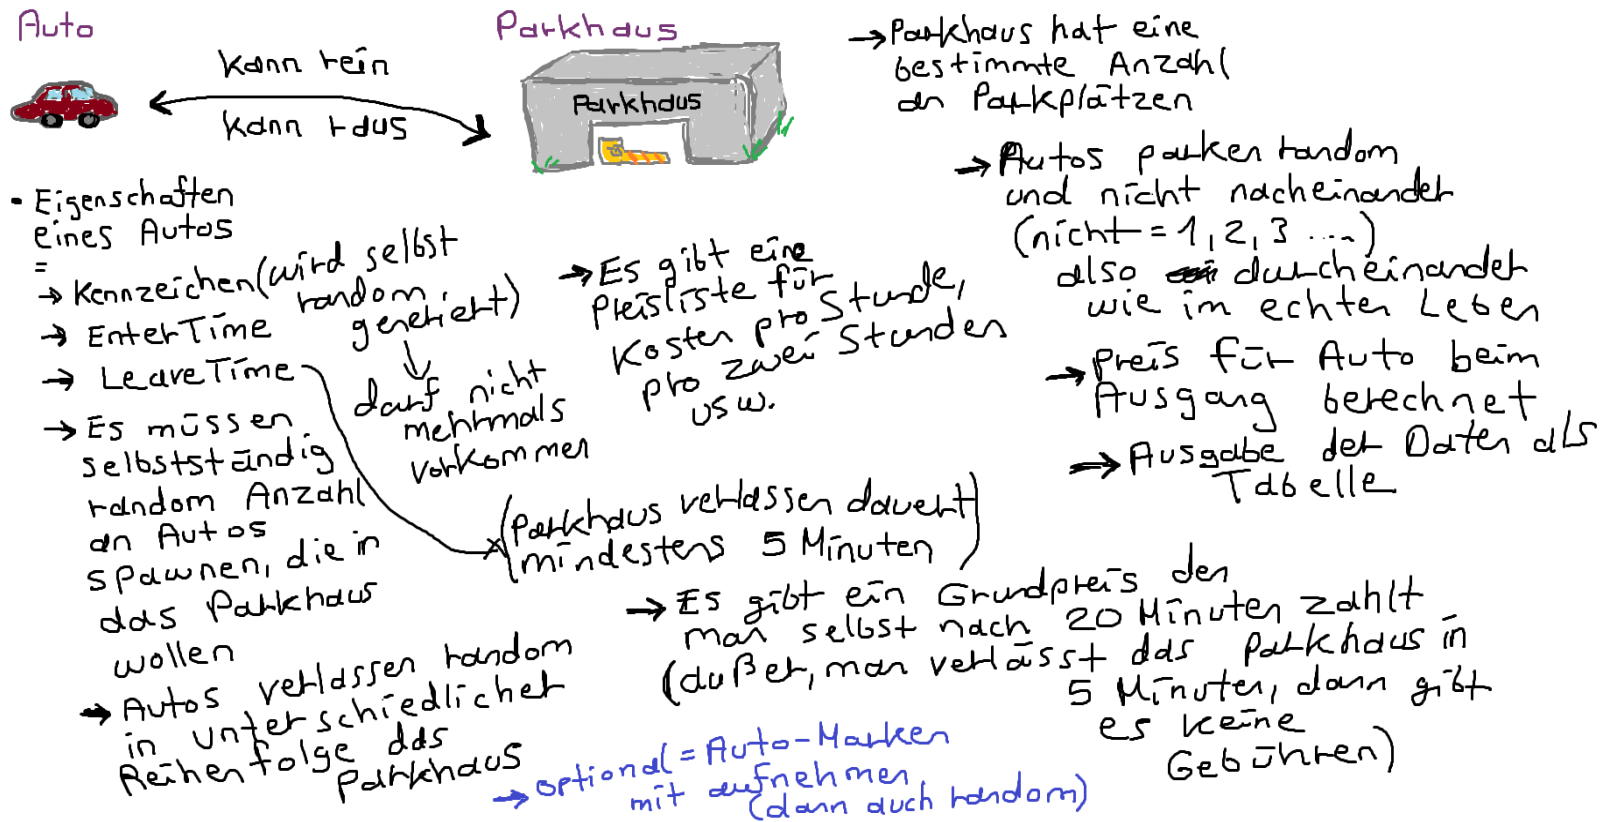 Auto
kann rein
kann raus
Parkhaus
Parkhaus
• Eigenschaften
eines Autos
=
→ Kennzeichen (wird selbst
random
generiert)
↓
darf nicht
mehrmals
vorkommen
→ EnterTime
→ LeaveTime
(Parkhaus verlassen dauert
mindestens 5 Minuten)
→ Es müssen
selbstständig
random Anzahl
an Autos
spawnen, die in
das Parkhaus
wollen
→ Autos verlassen random
in unterschiedlicher
Reihenfolge das
Parkhaus
→ Es gibt eine
Preisliste für
Kosten pro Stunde,
pro zwei Stunden
usw.
→ Parkhaus hat eine
bestimmte Anzahl
an Parkplätzen
→ Autos parken random
und nicht nacheinander
(nicht = 1, 2, 3 ....)
also durcheinander
wie im echten Leben
→ Preis für Auto beim
Ausgang berechnet
→ Ausgabe der Daten als
Tabelle
→ Es gibt ein Grundpreis den
man selbst nach 20 Minuten zahlt
(außer, man verlässt das Parkhaus in
5 Minuten, dann gibt
es keine
Gebühren)
→ optional = Auto-Marken
mit aufnehmen
(dann auch random)